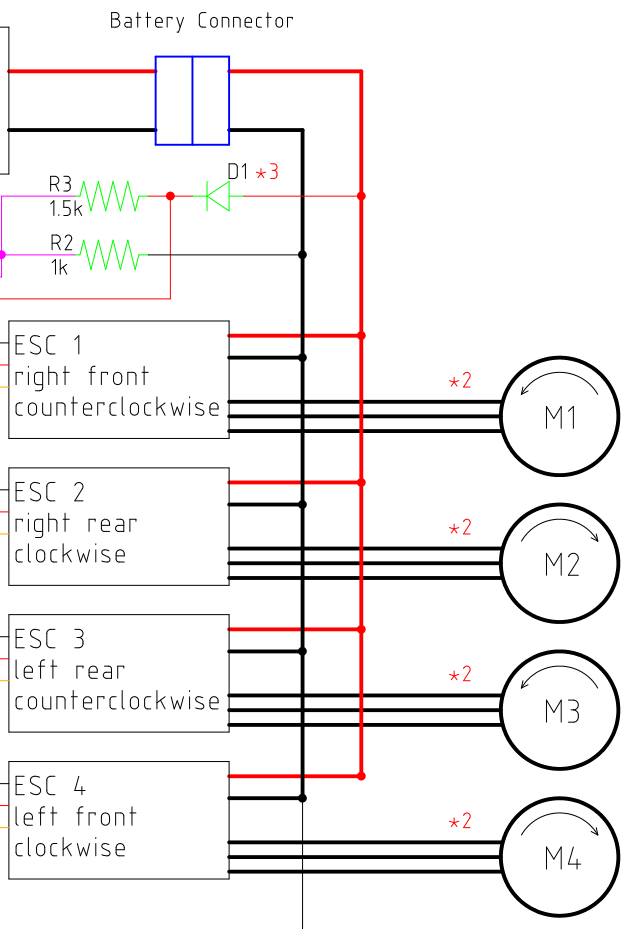 Battery Connector
R3
1.5k
D1 *3
R2
1k
ESC 1
right front
counterclockwise
*2
M1
ESC 2
right rear
clockwise
*2
M2
ESC 3
left rear
counterclockwise
*2
M3
ESC 4
left front
clockwise
*2
M4